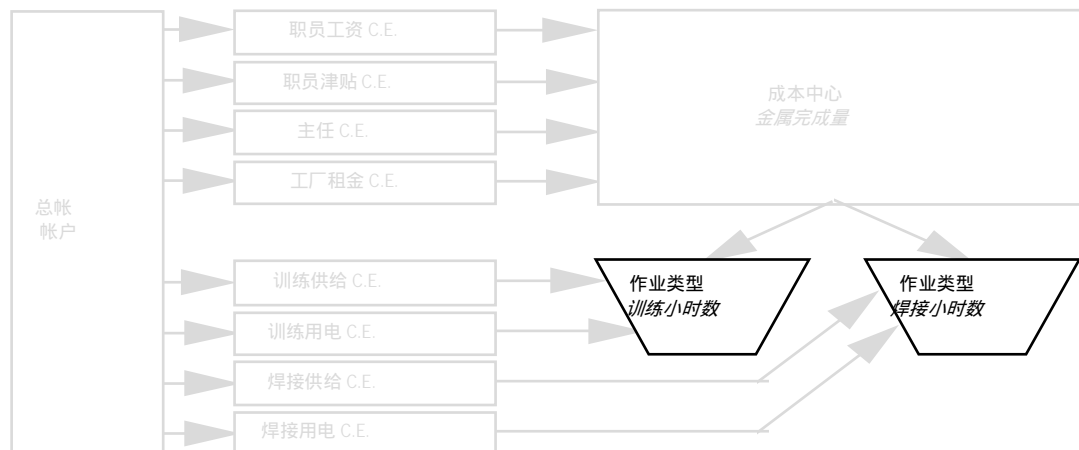 职员工资 C.E.
职员津贴 C.E.
主任 C.E.
工厂租金 C.E.
成本中心
金属完成量
总帐
帐户
训练供给 C.E.
训练用电 C.E.
焊接供给 C.E.
焊接用电 C.E.
作业类型
训练小时数
作业类型
焊接小时数